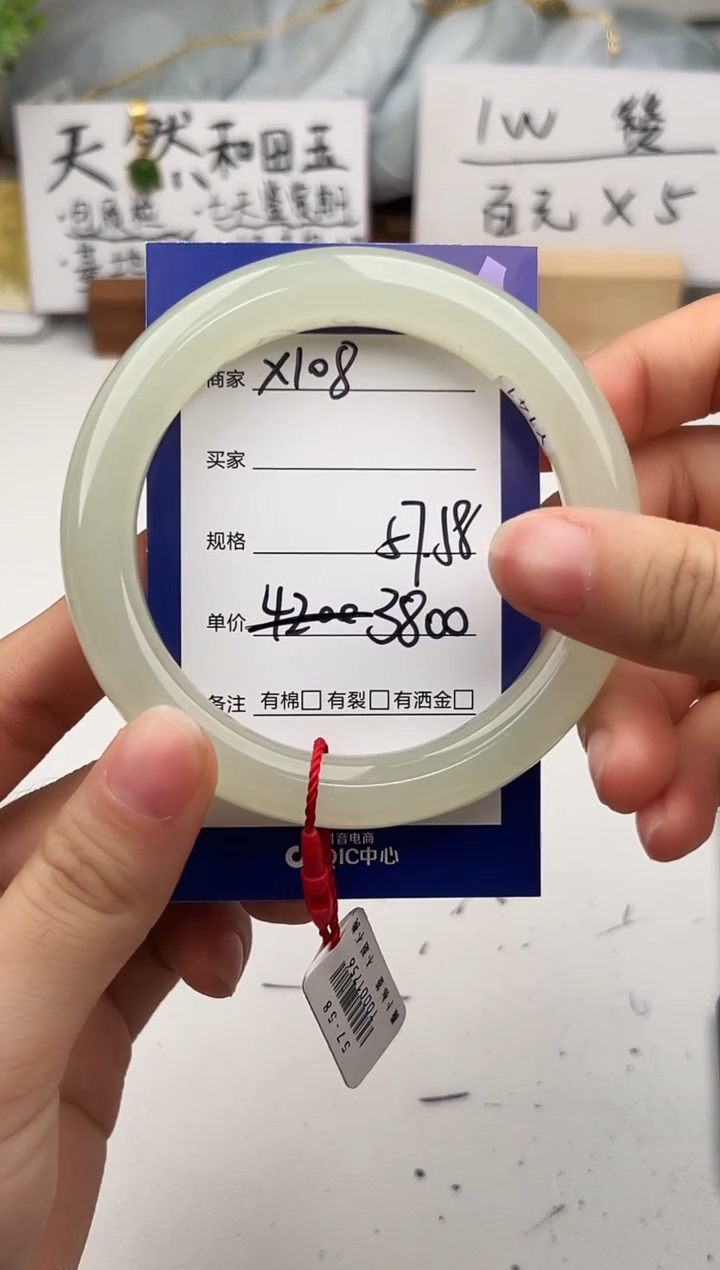 天然和田玉
1W
百元 X 5
商家 X108
买家
规格 57.58
单价 4200 3800
备注 有棉□ 有裂□ 有洒金□
抖音电商
QIC中心
57-58